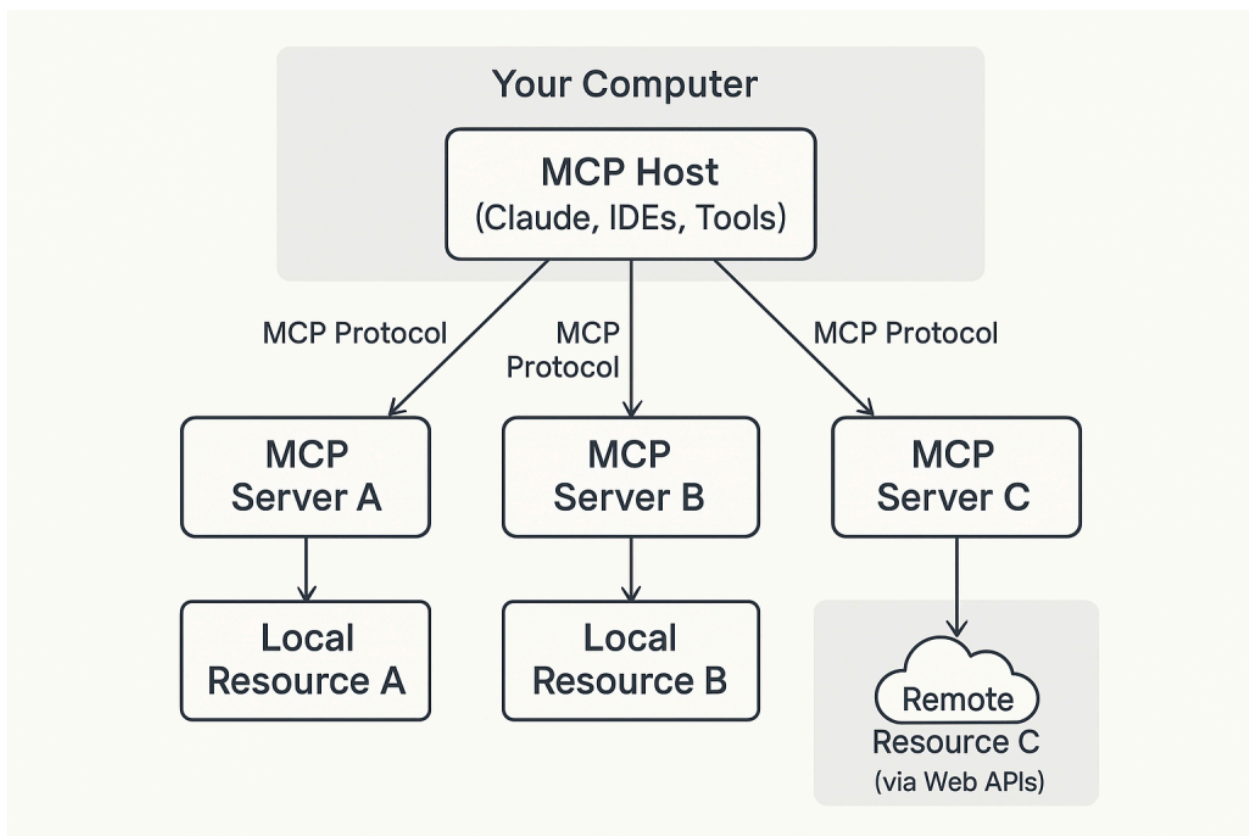 Your Computer
MCP Host
(Claude, IDEs, Tools)
MCP Protocol
MCP
Protocol
MCP Protocol
MCP
Server A
MCP
Server B
MCP
Server C
Local
Resource A
Local
Resource B
Remote
Resource C
(via Web APIs)